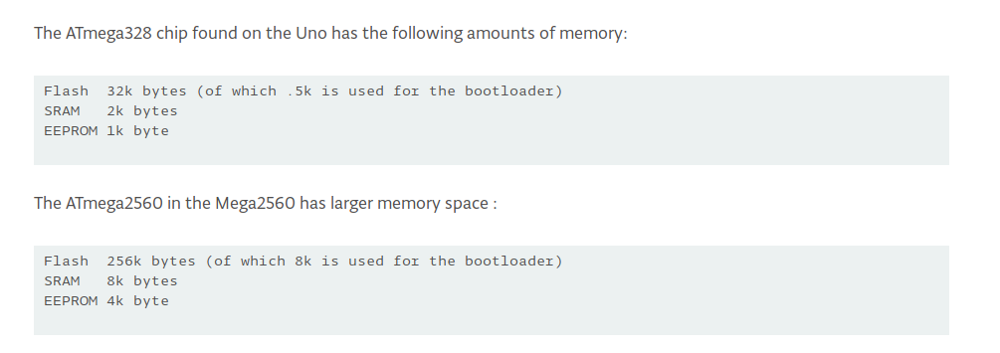 The ATmega328 chip found on the Uno has the following amounts of memory:
Flash  32k bytes (of which .5k is used for the bootloader)
SRAM   2k bytes
EEPROM 1k byte
The ATmega2560 in the Mega2560 has larger memory space :
Flash  256k bytes (of which 8k is used for the bootloader)
SRAM   8k bytes
EEPROM 4k byte